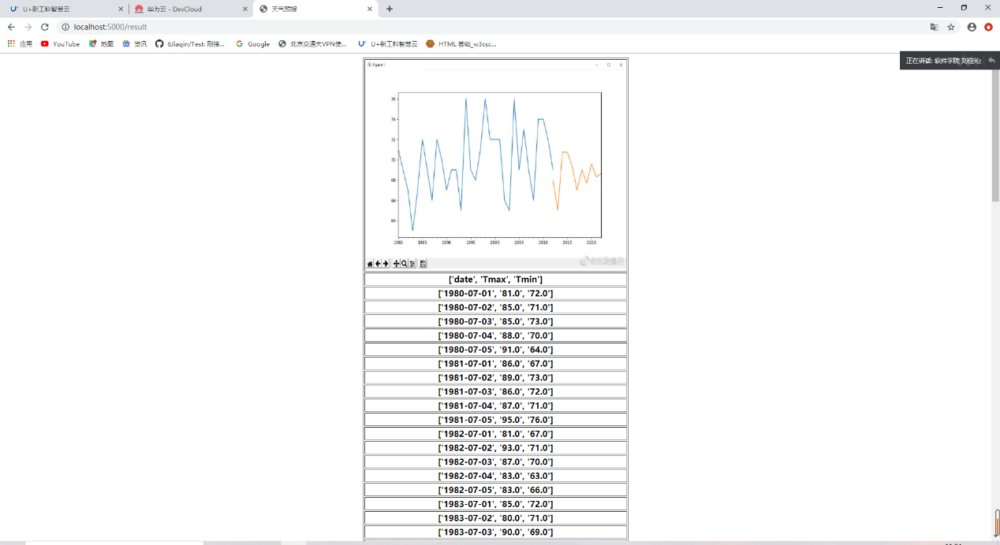 U+新工科智慧云
华为云 - DevCloud
天气预报
localhost:5000/result
应用
YouTube
地图
资讯
6Jiaqin/Test: 刚接...
Google
北京交通大VPN使...
U+新工科智慧云
HTML 基础_w3csc...
正在讲话: 软件学院 刘佳沁;
Figure 1
76
74
72
70
68
66
64
1980 1985 1990 1995 2000 2005 2010 2015 2020
['date', 'Tmax', 'Tmin']
['1980-07-01', '81.0', '72.0']
['1980-07-02', '85.0', '71.0']
['1980-07-03', '85.0', '73.0']
['1980-07-04', '88.0', '70.0']
['1980-07-05', '91.0', '64.0']
['1981-07-01', '86.0', '67.0']
['1981-07-02', '89.0', '73.0']
['1981-07-03', '86.0', '72.0']
['1981-07-04', '87.0', '71.0']
['1981-07-05', '95.0', '76.0']
['1982-07-01', '81.0', '67.0']
['1982-07-02', '93.0', '71.0']
['1982-07-03', '87.0', '70.0']
['1982-07-04', '83.0', '63.0']
['1982-07-05', '83.0', '66.0']
['1983-07-01', '85.0', '72.0']
['1983-07-02', '80.0', '71.0']
['1983-07-03', '90.0', '69.0']